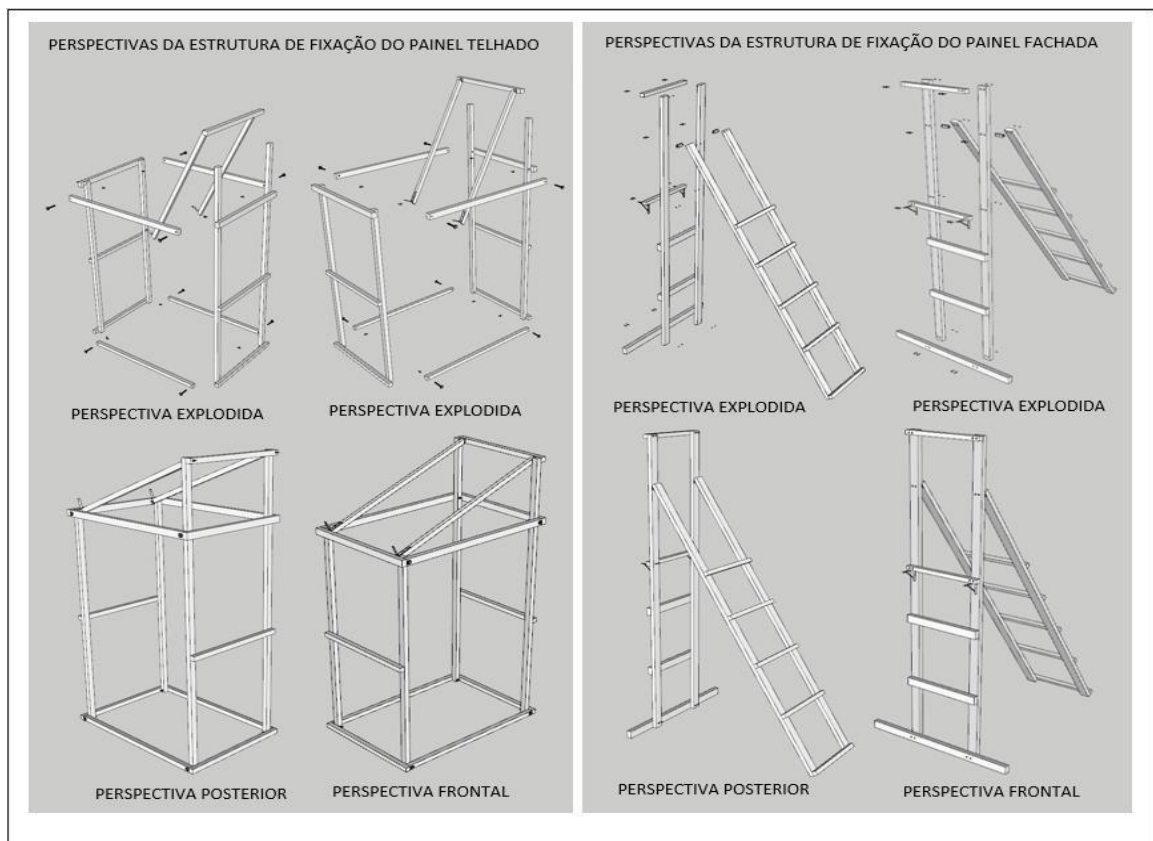 PERSPECTIVAS DA ESTRUTURA DE FIXAÇÃO DO PAINEL TELHADO
PERSPECTIVA EXPLODIDA
PERSPECTIVA EXPLODIDA
PERSPECTIVA POSTERIOR
PERSPECTIVA FRONTAL
PERSPECTIVAS DA ESTRUTURA DE FIXAÇÃO DO PAINEL FACHADA
PERSPECTIVA EXPLODIDA
PERSPECTIVA EXPLODIDA
PERSPECTIVA POSTERIOR
PERSPECTIVA FRONTAL